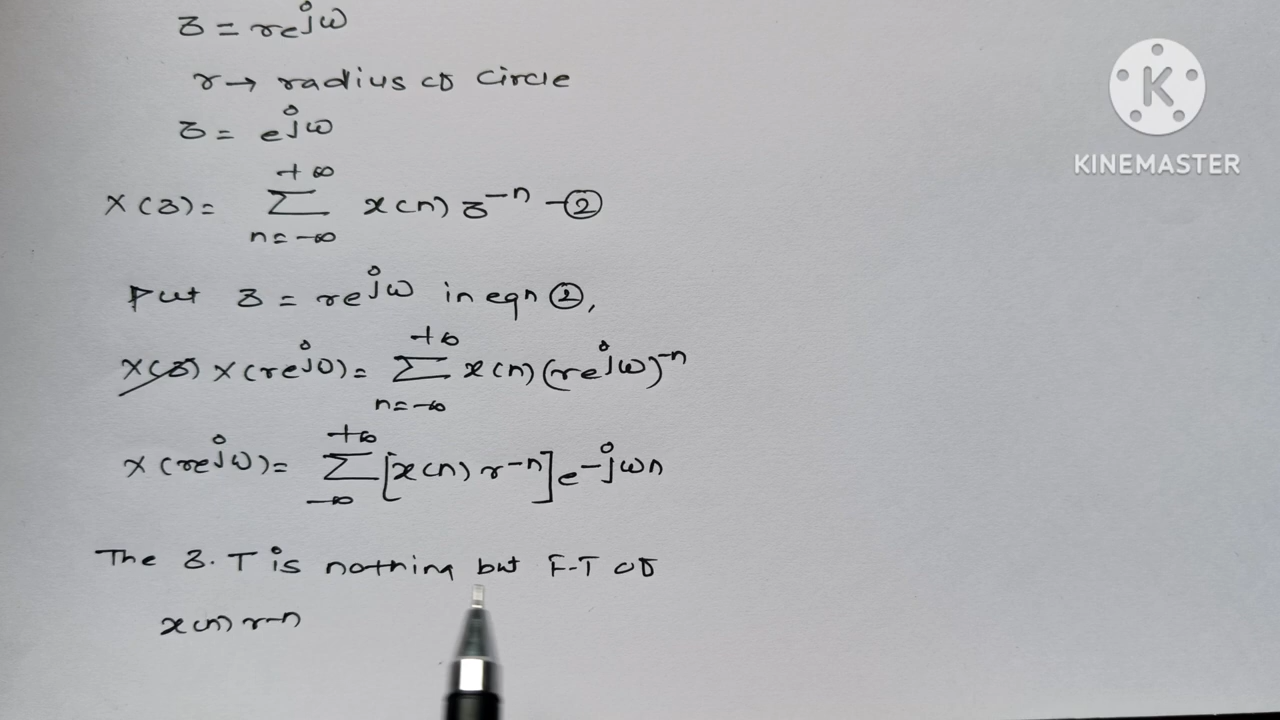 z = re^jω
r → radius of circle
z = e^jω
X(z) = +∞ Σ n=-∞ x(n) z^-n - ②
Put z = re^jω in eqn ②,
X(z) X(re^jω) = +∞ Σ n=-∞ x(n) (re^jω)^-n
X(re^jω) = +∞ Σ -∞ [x(n) r^-n] e^-jωn
The z.T is nothing but F-T of
x(n) r-n
KINEMASTER